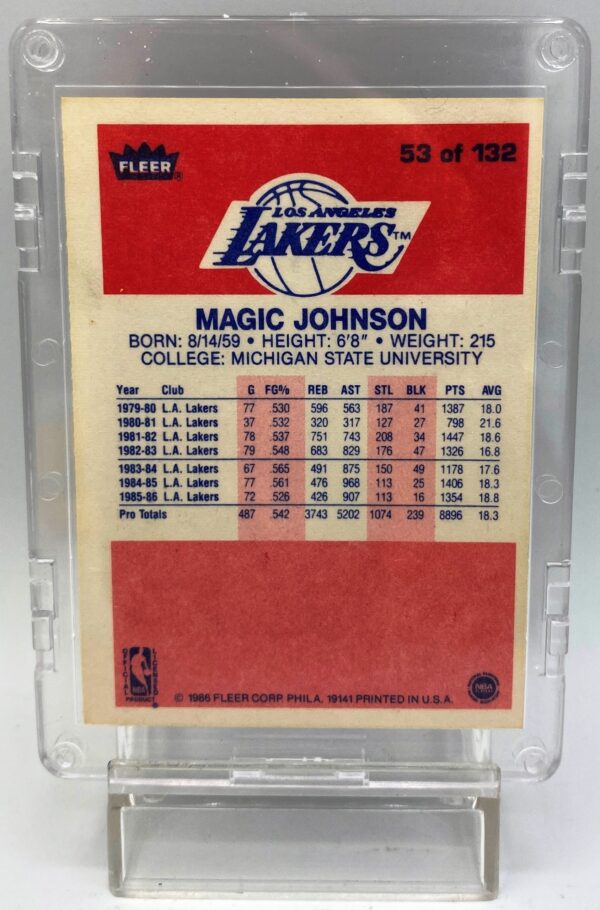 FLEER®
53 of 132
LOS ANGELES
LAKERS™
MAGIC JOHNSON
BORN: 8/14/59 • HEIGHT: 6'8" • WEIGHT: 215
COLLEGE: MICHIGAN STATE UNIVERSITY
Year Club G FG% REB AST STL BLK PTS AVG
1979-80 L.A. Lakers 77 .530 596 563 187 41 1387 18.0
1980-81 L.A. Lakers 37 .532 320 317 127 27 798 21.6
1981-82 L.A. Lakers 78 .537 751 743 208 34 1447 18.6
1982-83 L.A. Lakers 79 .548 683 829 176 47 1326 16.8
1983-84 L.A. Lakers 67 .565 491 875 150 49 1178 17.6
1984-85 L.A. Lakers 77 .561 476 968 113 25 1406 18.3
1985-86 L.A. Lakers 72 .526 426 907 113 16 1354 18.8
Pro Totals 487 .542 3743 5202 1074 239 8896 18.3
OFFICIAL LICENSED
NBA
PRODUCT
NBA
© 1986 FLEER CORP. PHILA. 19141 PRINTED IN U.S.A.